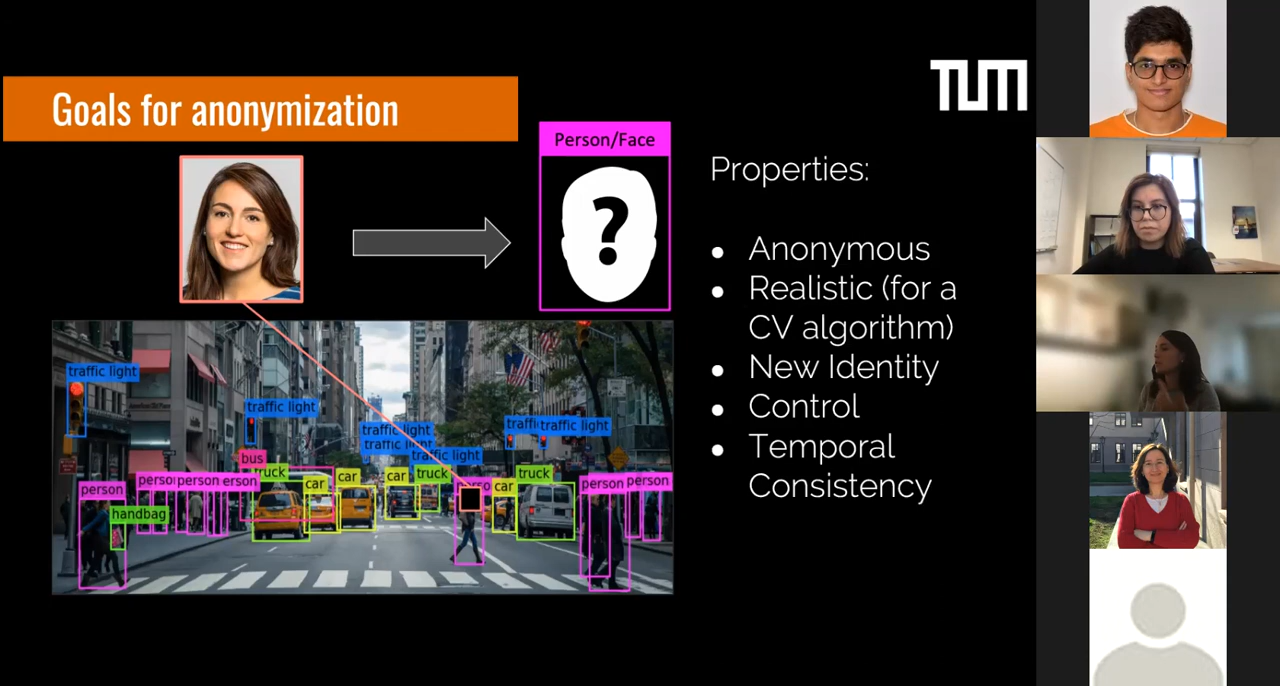 TUM
Goals for anonymization
Person/Face
?
Properties:
● Anonymous
● Realistic (for a
CV algorithm)
● New Identity
● Control
● Temporal
Consistency
traffic light
traffic light
traffic light
traffic light
traffic light
traffic light
bus
truck
car
car
car
truck
car
truck
person
person
person
person
handbag